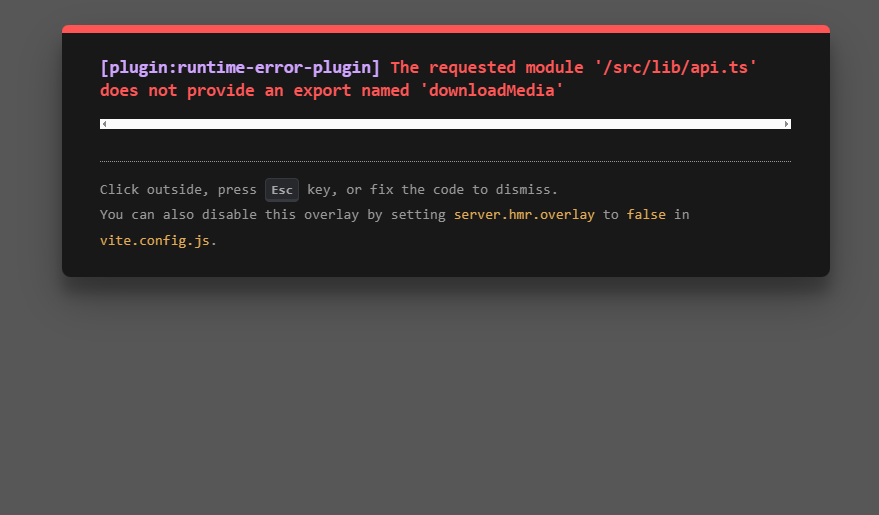 [plugin:runtime-error-plugin] The requested module '/src/lib/api.ts'
does not provide an export named 'downloadMedia'
Click outside, press Esc key, or fix the code to dismiss.
You can also disable this overlay by setting server.hmr.overlay to false in
vite.config.js.